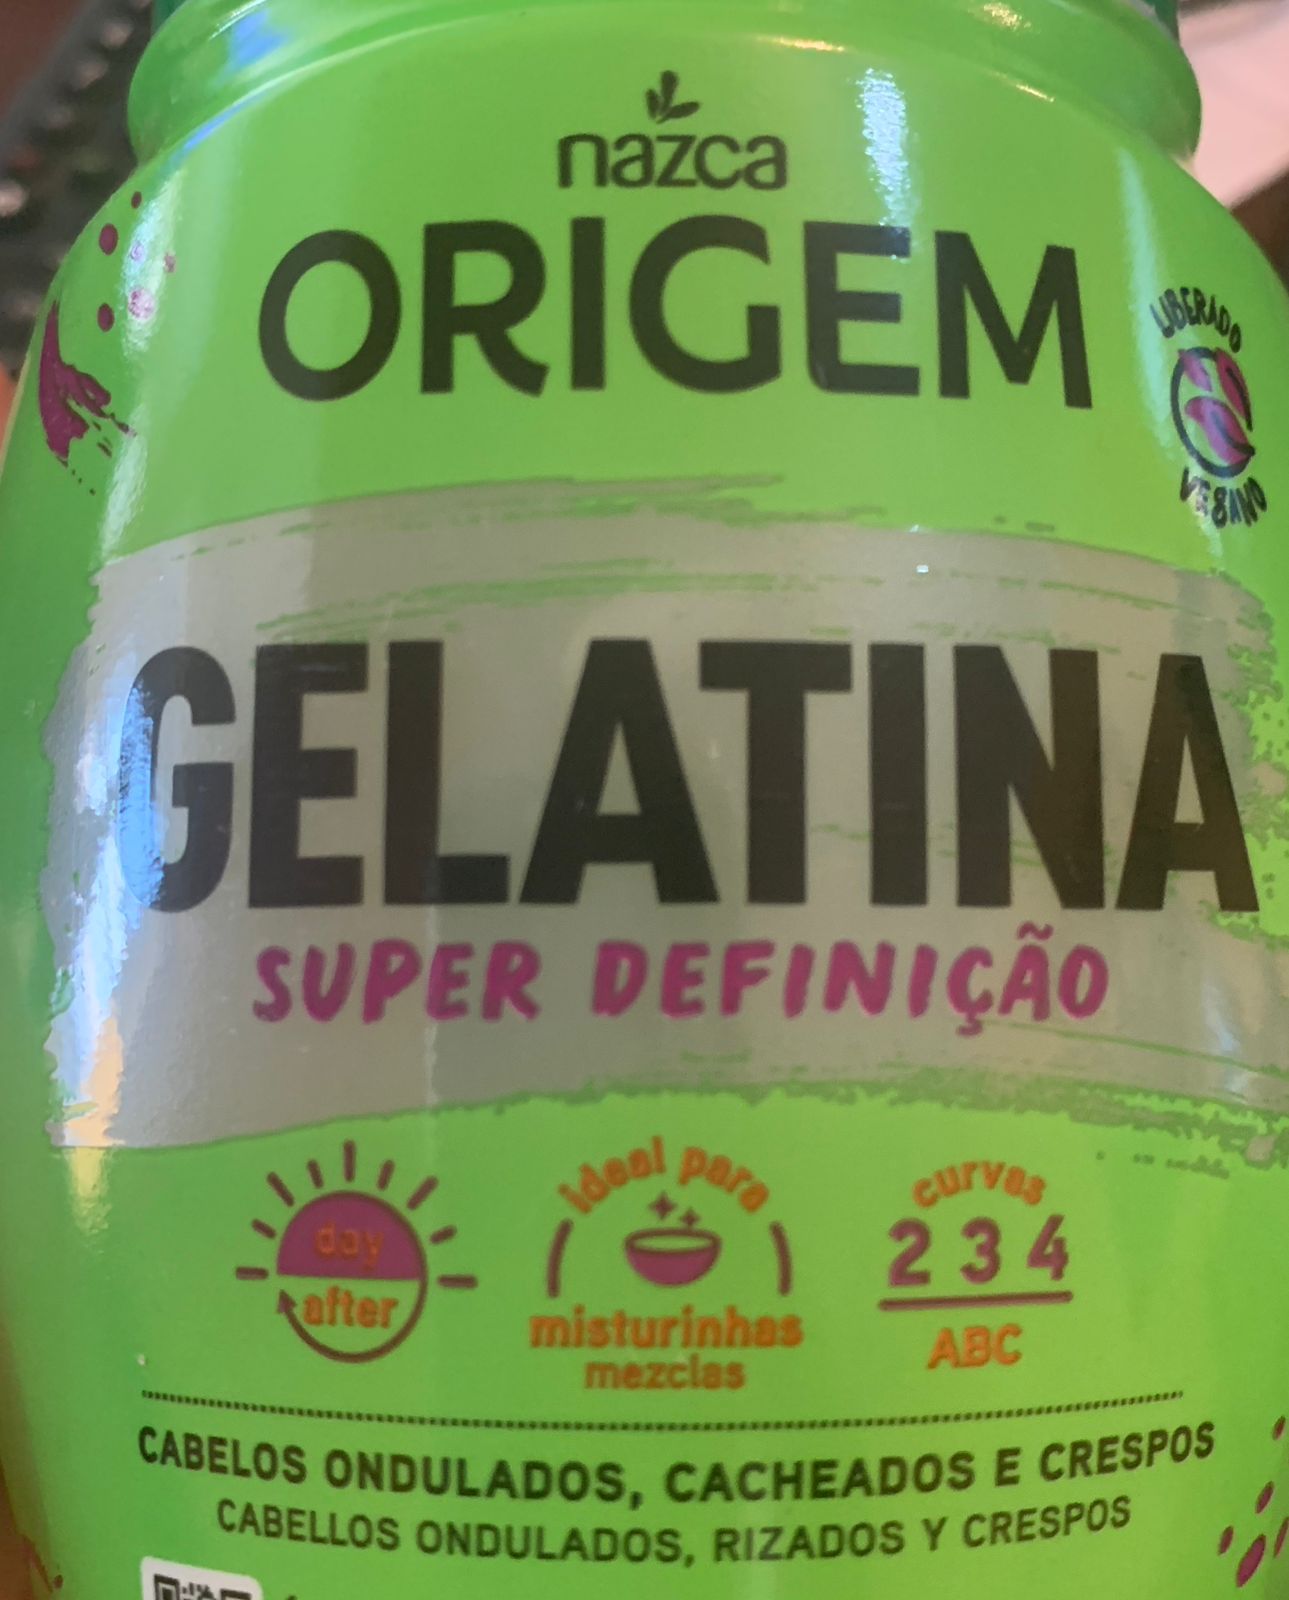 nazca
ORIGEM
LIBERADO
VEGANO
GELATINA
SUPER DEFINIÇÃO
day
after
ideal para
misturinhas
mezclas
curvas
2 3 4
ABC
CABELOS ONDULADOS, CACHEADOS E CRESPOS
CABELLOS ONDULADOS, RIZADOS Y CRESPOS